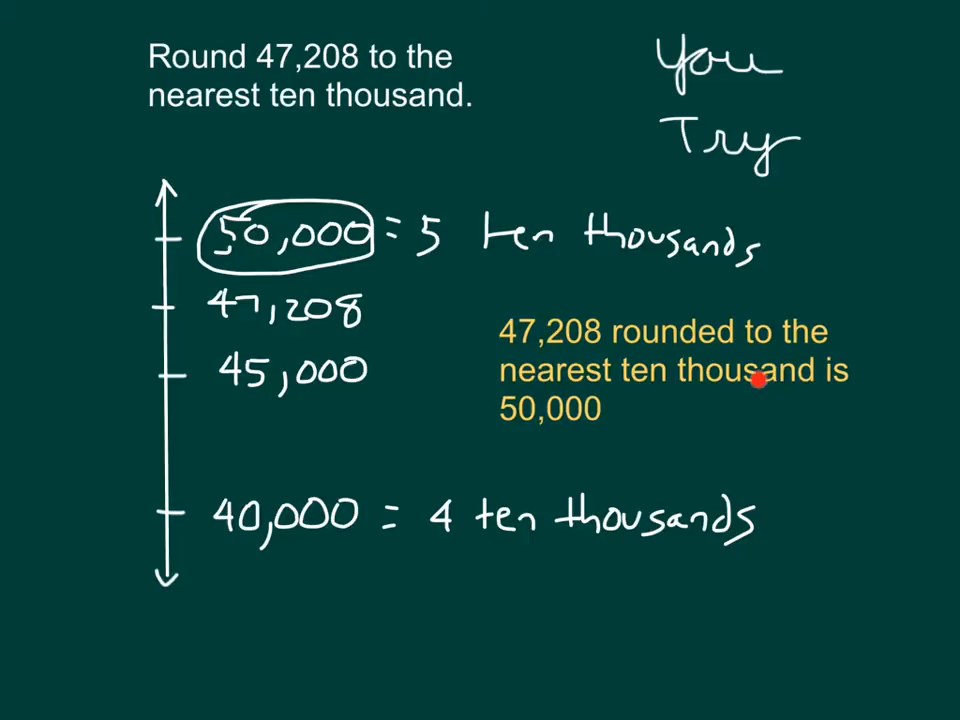 Round 47,208 to the
nearest ten thousand.
You
Try
50,000 = 5 ten thousands
47,208
45,000
47,208 rounded to the
nearest ten thousand is
50,000
40,000 = 4 ten thousands